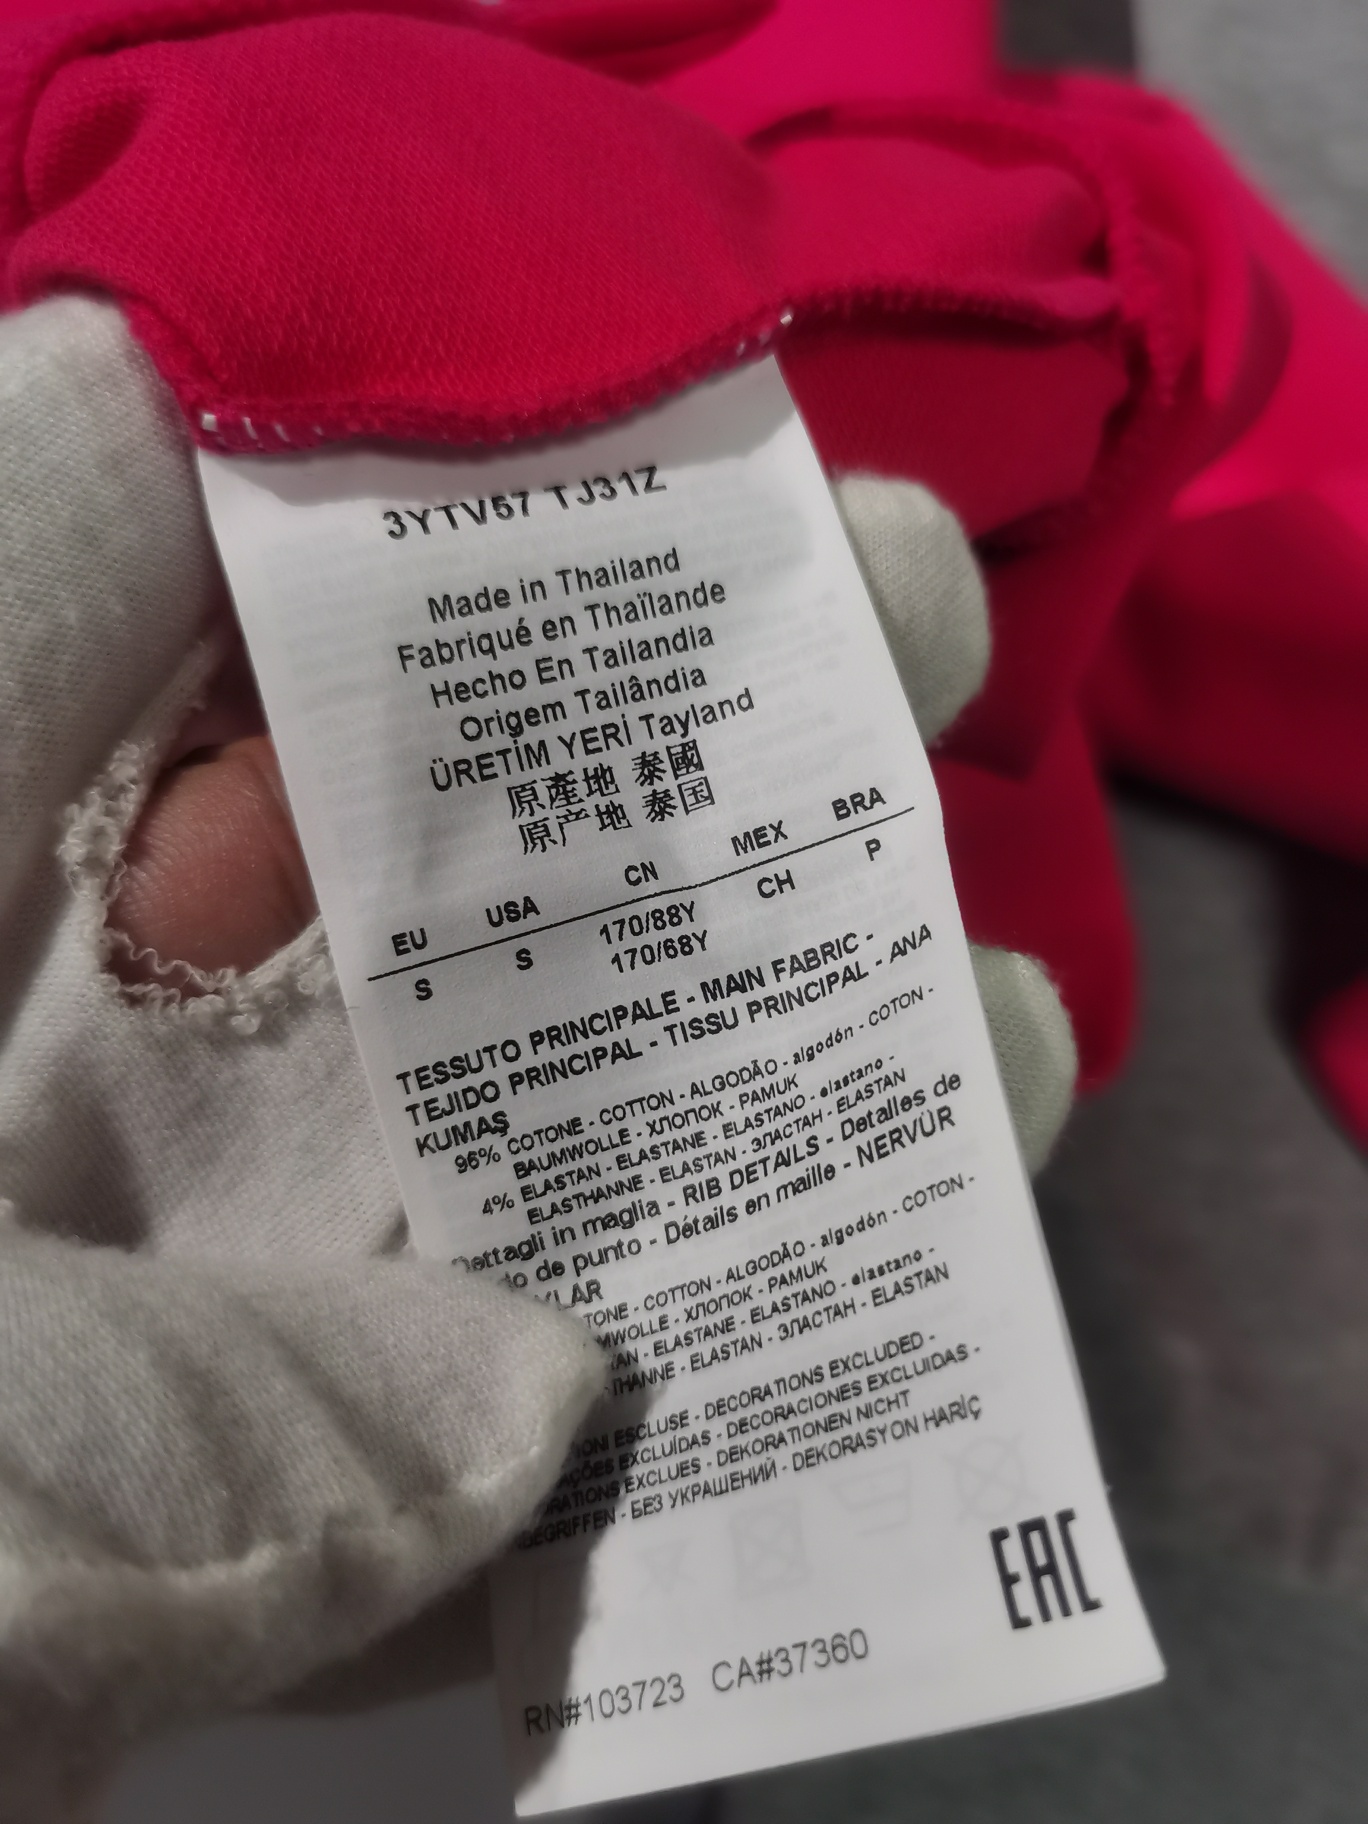 3YTV57 TJ31Z
Made in Thailand
Fabriqué en Thaïlande
Hecho En Tailandia
Origem Tailândia
ÜRETİM YERİ Tayland
原產地 泰國
原产地 泰国
EU USA CN MEX BRA
S S 170/88Y CH P
170/68Y
TESSUTO PRINCIPALE - MAIN FABRIC -
TEJIDO PRINCIPAL - TISSU PRINCIPAL - ANA
KUMAŞ
96% COTONE - COTTON - ALGODÃO - algodón - COTON -
BAUMWOLLE - ХЛОПОК - PAMUK
4% ELASTAN - ELASTANE - ELASTANO - elastano -
ELASTHANNE - ELASTAN - ЭЛАСТАН - ELASTAN
Dettagli in maglia - RIB DETAILS - Detalles de
de punto - Détails en maille - NERVÜR
- COTTON - ALGODÃO - algodón - COTON -
- ХЛОПОК - PAMUK
- ELASTANE - ELASTANO - elastano -
- ELASTAN - ЭЛАСТАН - ELASTAN
ESCLUSE - DECORATIONS EXCLUDED -
EXCLUÍDAS - DECORACIONES EXCLUIDAS -
EXCLUES - DEKORATIONEN NICHT
- БЕЗ УКРАШЕНИЙ - DEKORASYON HARİÇ
EAC
RN#103723 CA#37360